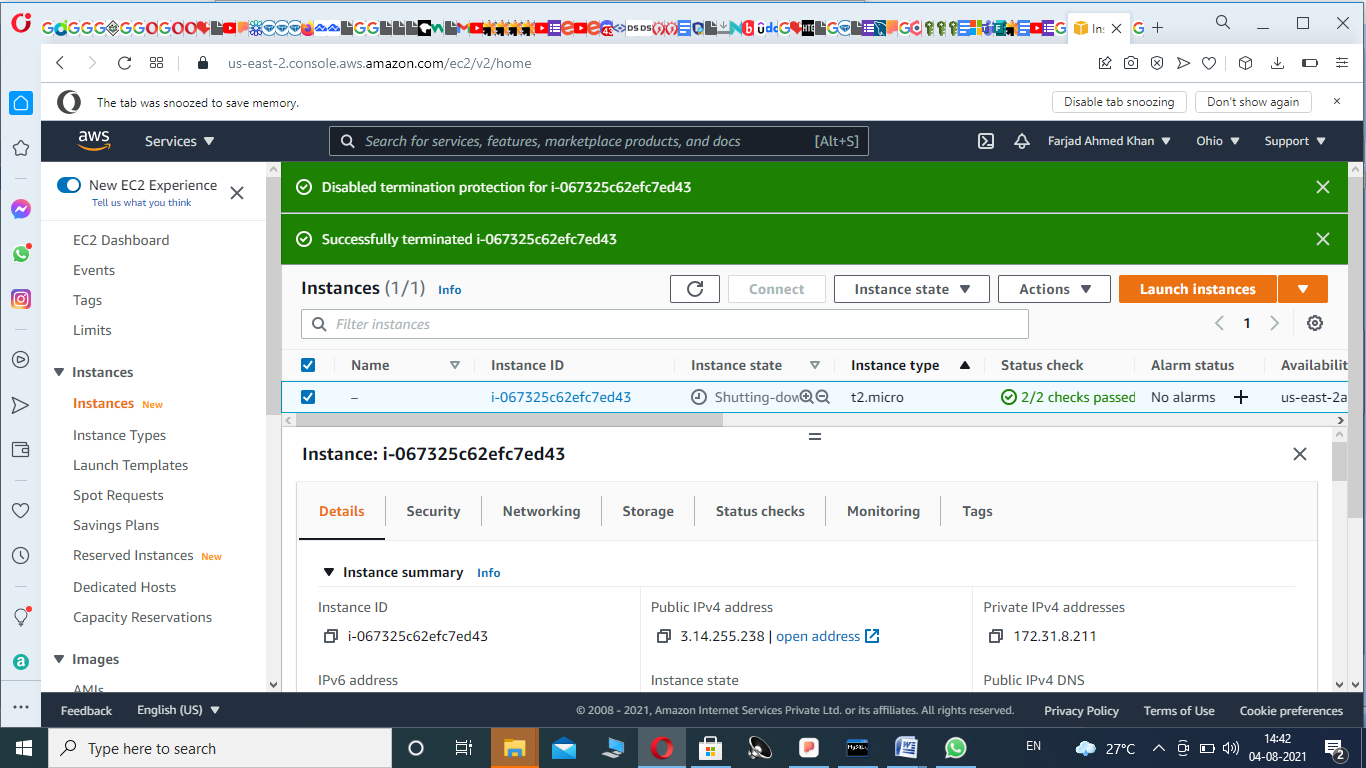 us-east-2.console.aws.amazon.com/ec2/v2/home
The tab was snoozed to save memory.
Disable tab snoozing
Don't show again
aws
Services
Search for services, features, marketplace products, and docs
[Alt+S]
Farjad Ahmed Khan
Ohio
Support
New EC2 Experience
Tell us what you think
EC2 Dashboard
Events
Tags
Limits
Instances
Instances New
Instance Types
Launch Templates
Spot Requests
Savings Plans
Reserved Instances New
Dedicated Hosts
Capacity Reservations
Images
AMIs
Disabled termination protection for i-067325c62efc7ed43
Successfully terminated i-067325c62efc7ed43
Instances (1/1) Info
Connect
Instance state
Actions
Launch instances
Filter instances
1
Name
Instance ID
Instance state
Instance type
Status check
Alarm status
Availabilit
–
i-067325c62efc7ed43
Shutting-dow
t2.micro
2/2 checks passed
No alarms +
us-east-2a
Instance: i-067325c62efc7ed43
Details
Security
Networking
Storage
Status checks
Monitoring
Tags
Instance summary Info
Instance ID
i-067325c62efc7ed43
Public IPv4 address
3.14.255.238 | open address
Private IPv4 addresses
172.31.8.211
IPv6 address
Instance state
Public IPv4 DNS
Feedback
English (US)
© 2008 - 2021, Amazon Internet Services Private Ltd. or its affiliates. All rights reserved.
Privacy Policy
Terms of Use
Cookie preferences
Type here to search
EN
27°C
14:42
04-08-2021
2